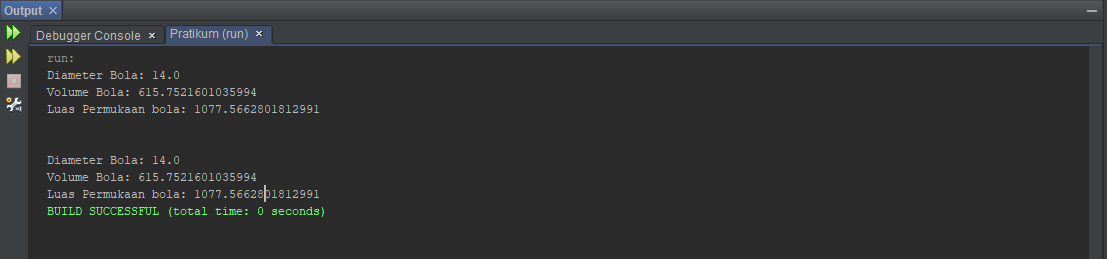 Output
Debugger Console
Pratikum (run)
run:
Diameter Bola: 14.0
Volume Bola: 615.7521601035994
Luas Permukaan bola: 1077.5662801812991
Diameter Bola: 14.0
Volume Bola: 615.7521601035994
Luas Permukaan bola: 1077.5662801812991
BUILD SUCCESSFUL (total time: 0 seconds)